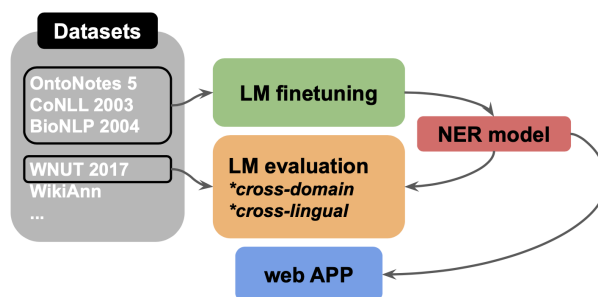 Datasets
OntoNotes 5
CoNLL 2003
BioNLP 2004
WNUT 2017
WikiAnn
...
LM finetuning
LM evaluation
*cross-domain
*cross-lingual
NER model
web APP